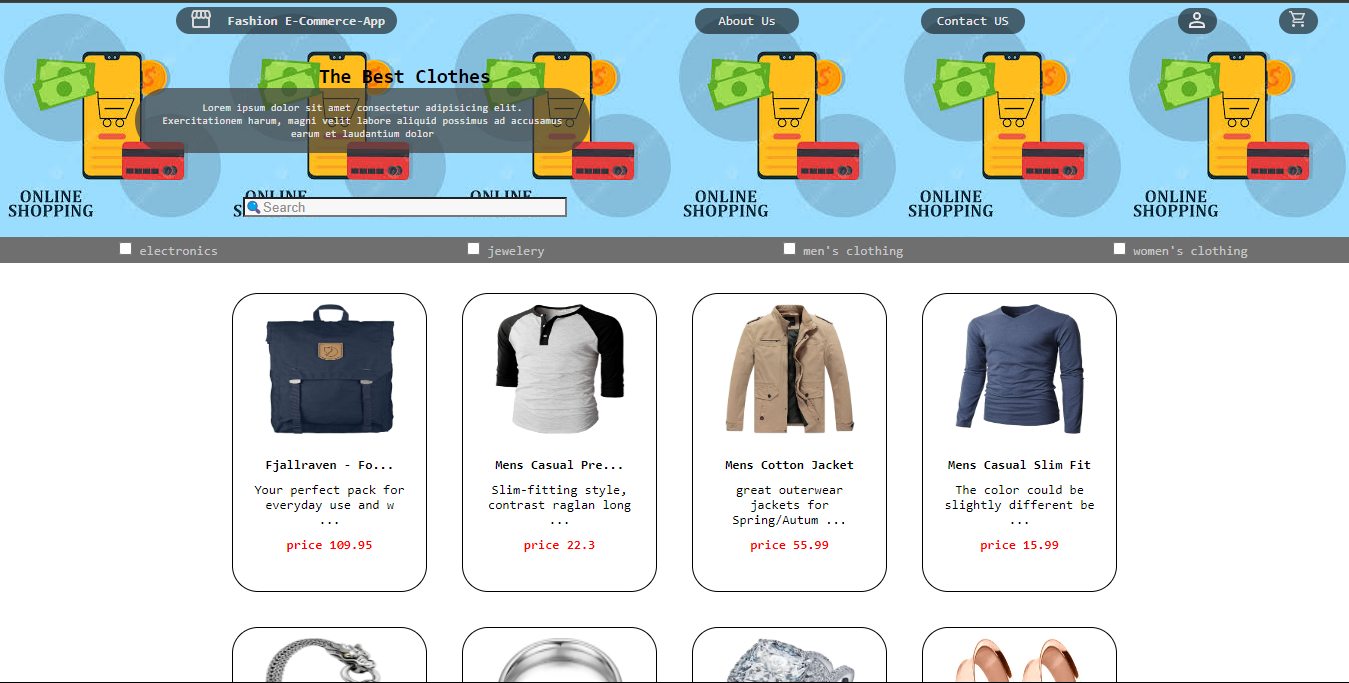 Fashion E-Commerce-App
About Us
Contact US
The Best Clothes
Lorem ipsum dolor sit amet consectetur adipisicing elit.
Exercitationem harum, magni velit labore aliquid possimus ad accusamus
earum et laudantium dolor
ONLINE
SHOPPING
ONLINE
S
ONLINE
ONLINE
SHOPPING
ONLINE
SHOPPING
ONLINE
SHOPPING
Search
electronics
jewelery
men's clothing
women's clothing
Fjallraven - Fo...
Your perfect pack for
everyday use and w
...
price 109.95
Mens Casual Pre...
Slim-fitting style,
contrast raglan long
...
price 22.3
Mens Cotton Jacket
great outerwear
jackets for
Spring/Autum ...
price 55.99
Mens Casual Slim Fit
The color could be
slightly different be
...
price 15.99